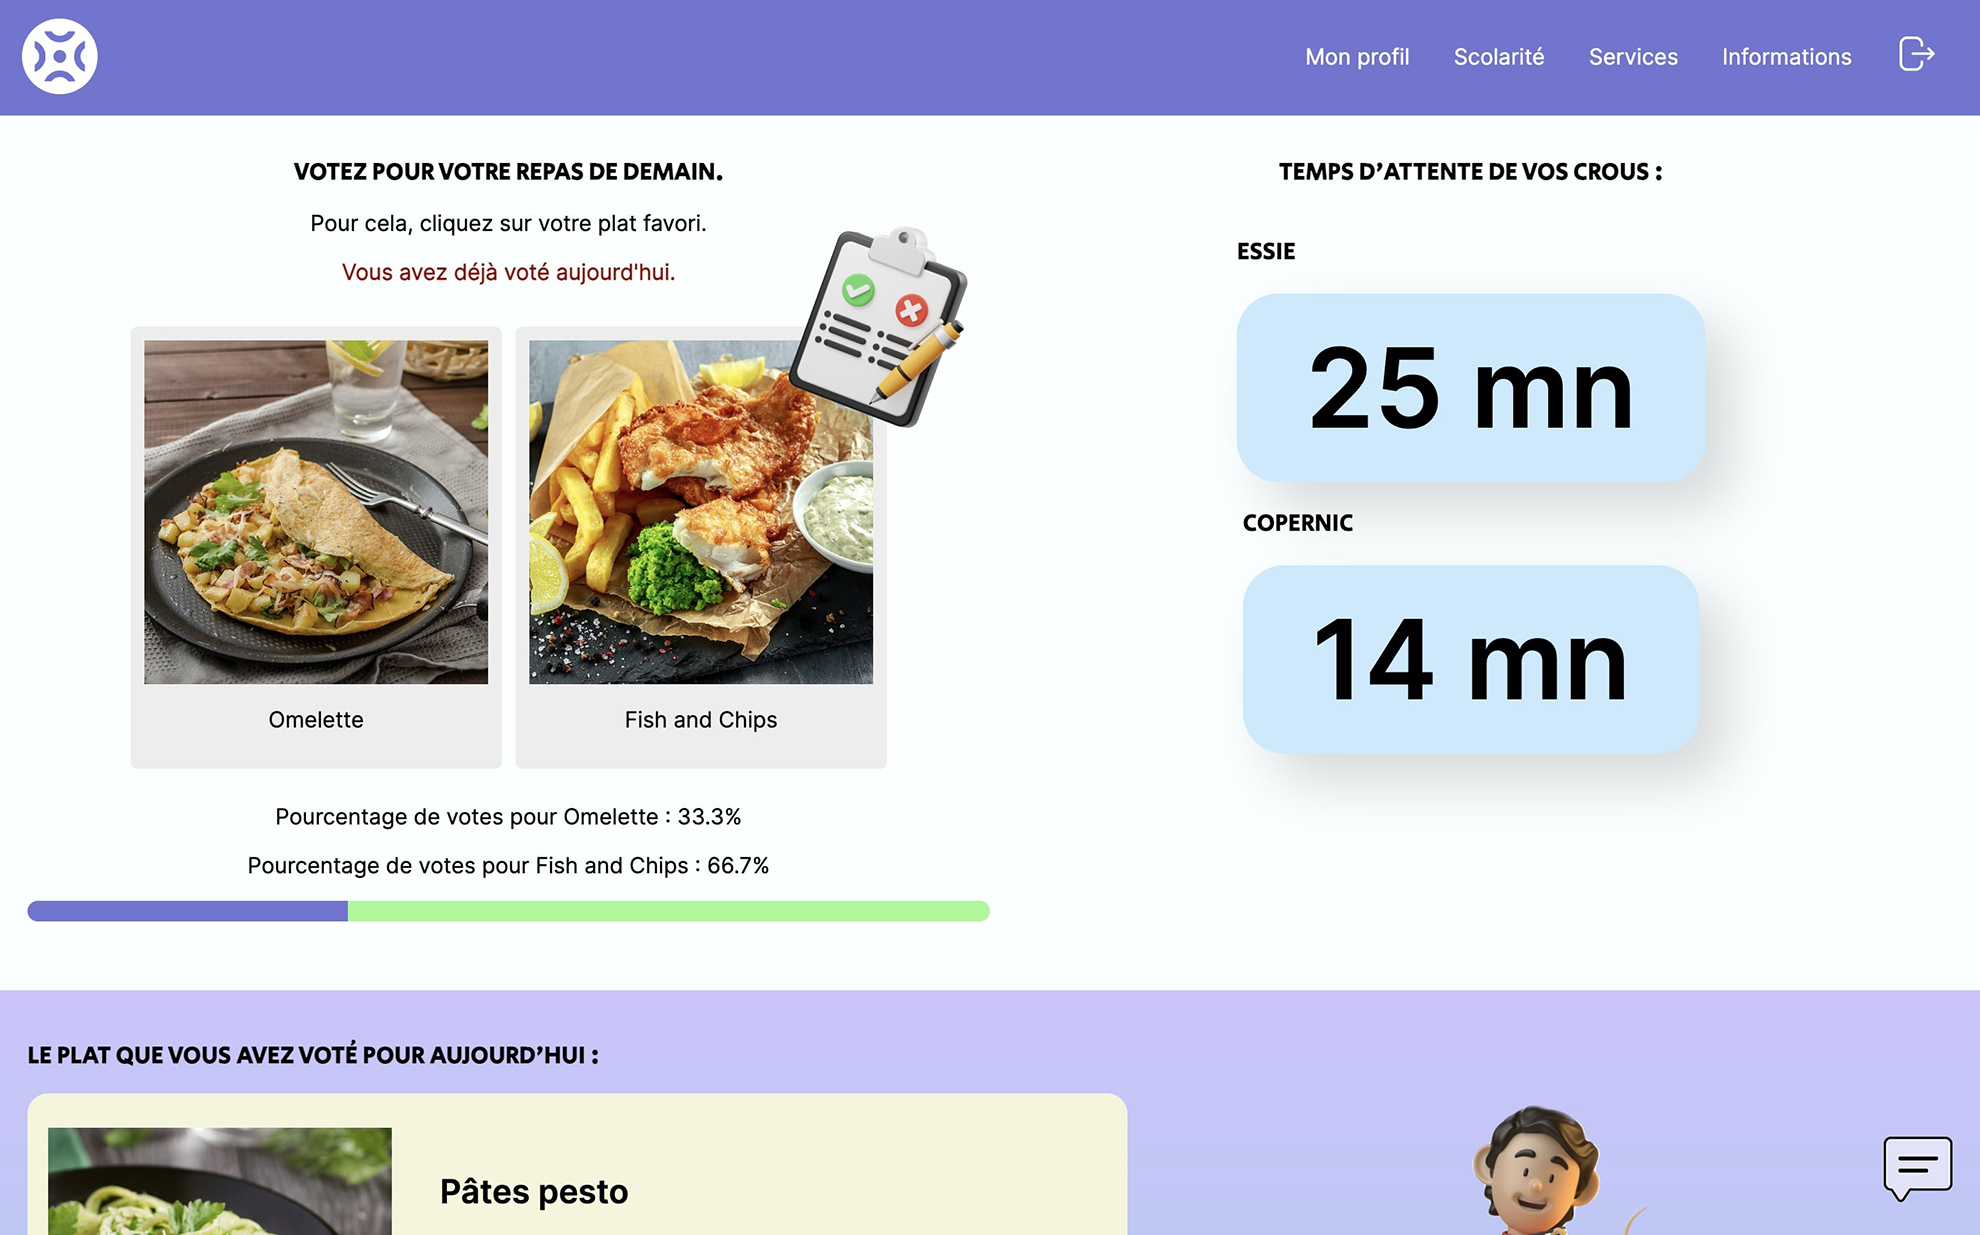 Mon profil
Scolarité
Services
Informations
VOTEZ POUR VOTRE REPAS DE DEMAIN.
Pour cela, cliquez sur votre plat favori.
Vous avez déjà voté aujourd'hui.
Omelette
Fish and Chips
Pourcentage de votes pour Omelette : 33.3%
Pourcentage de votes pour Fish and Chips : 66.7%
TEMPS D’ATTENTE DE VOS CROUS :
ESSIE
25 mn
COPERNIC
14 mn
LE PLAT QUE VOUS AVEZ VOTÉ POUR AUJOURD’HUI :
Pâtes pesto